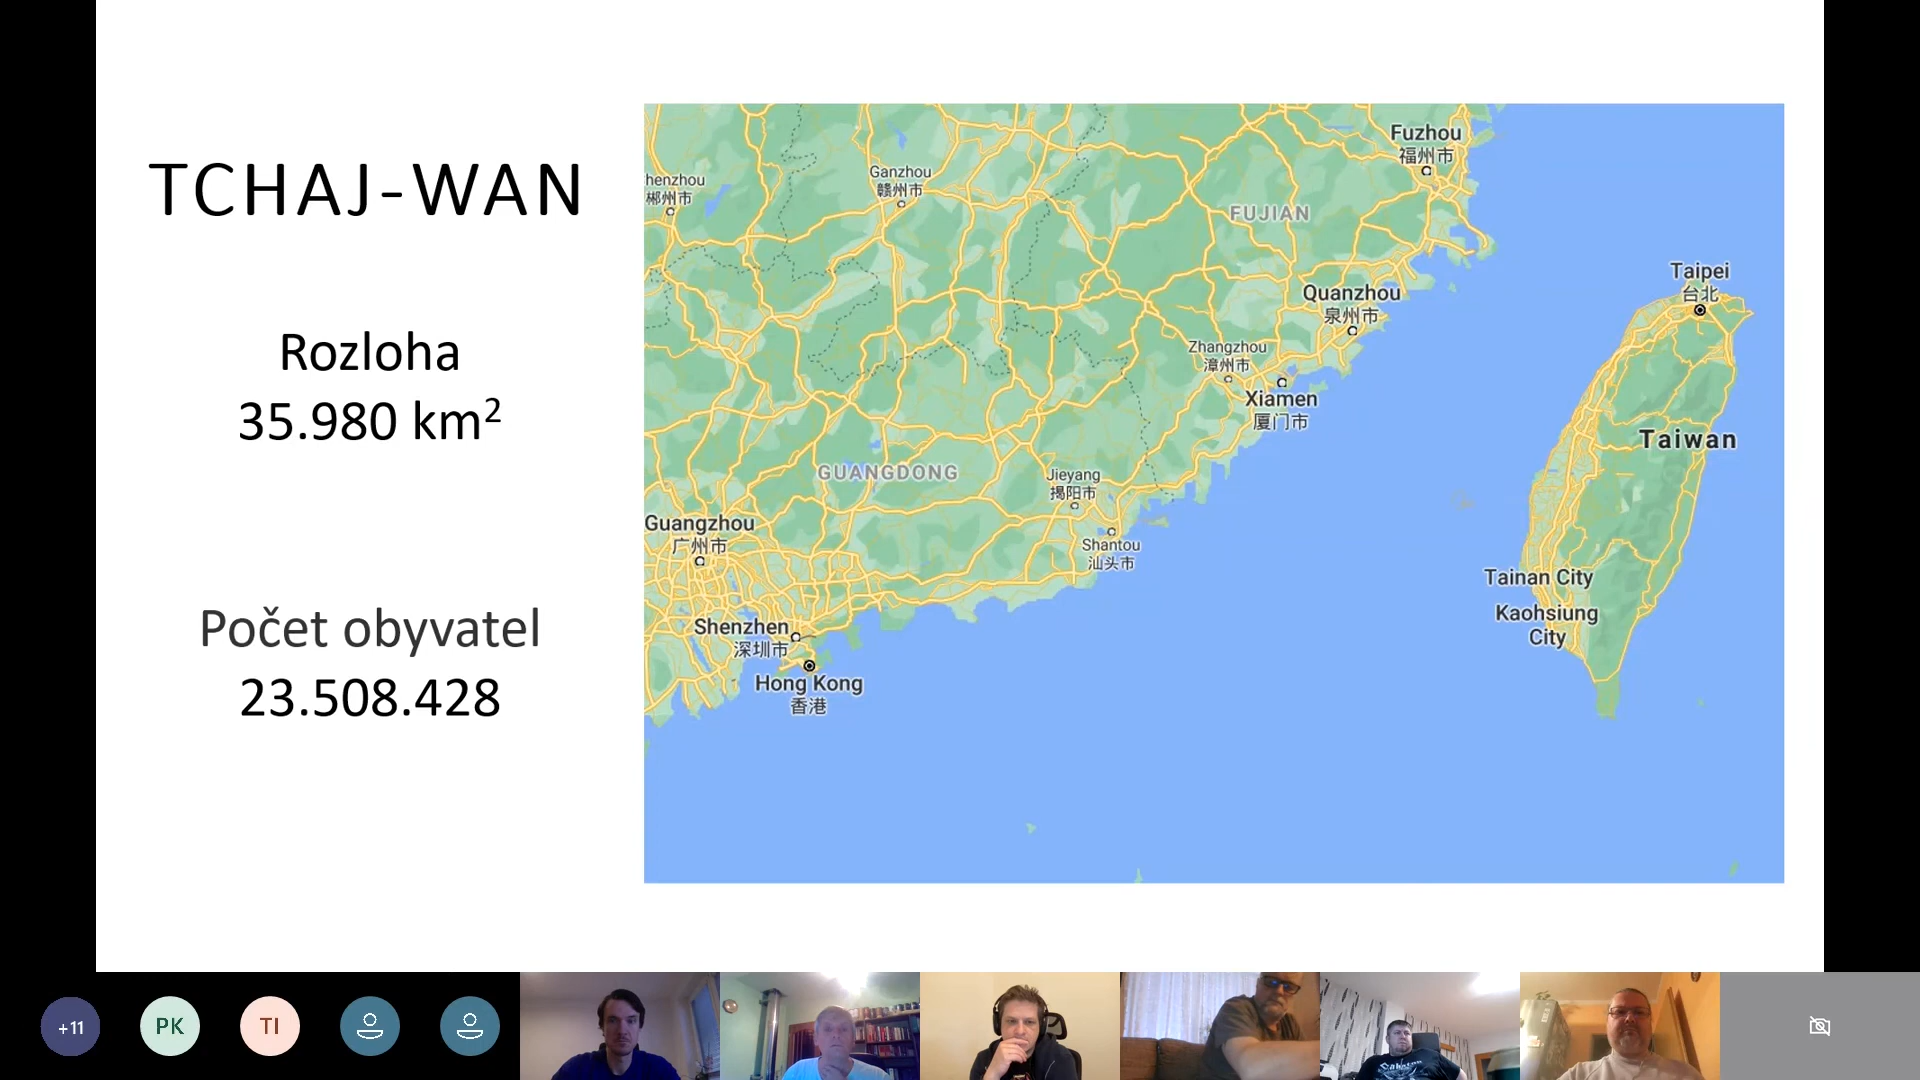 TCHAJ-WAN
Rozloha
35.980 km²
Počet obyvatel
23.508.428
Fuzhou
福州市
Ganzhou
赣州市
henzhou
郴州市
FUJIAN
Taipei
台北
Quanzhou
泉州市
Zhangzhou
漳州市
Xiamen
厦门市
Taiwan
GUANGDONG
Jieyang
揭阳市
Guangzhou
广州市
Shantou
汕头市
Tainan City
Kaohsiung
City
Shenzhen
深圳市
Hong Kong
香港
+11
PK
TI